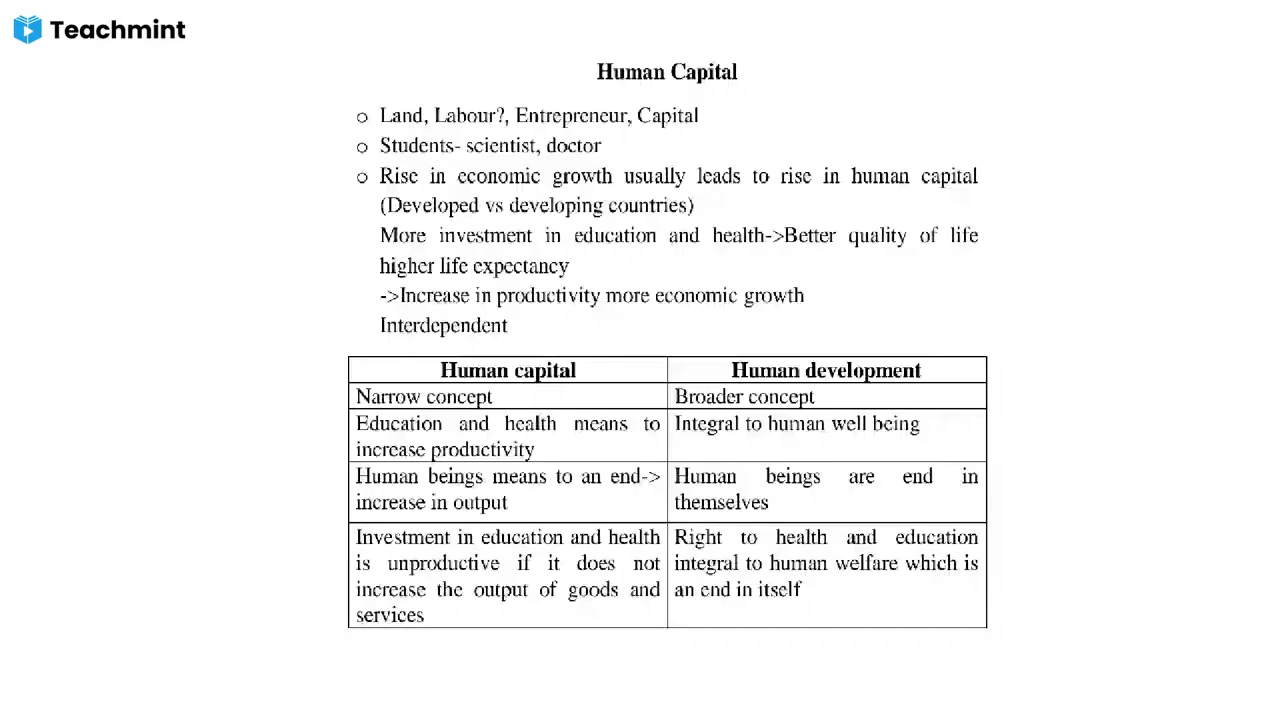 Teachmint
Human Capital
o Land, Labour?, Entrepreneur, Capital
o Students- scientist, doctor
o Rise in economic growth usually leads to rise in human capital
(Developed vs developing countries)
More investment in education and health->Better quality of life
higher life expectancy
->Increase in productivity more economic growth
Interdependent
Human capital
Human development
Narrow concept
Broader concept
Education and health means to
increase productivity
Integral to human well being
Human beings means to an end->
increase in output
Human beings are end in
themselves
Investment in education and health
is unproductive if it does not
increase the output of goods and
services
Right to health and education
integral to human welfare which is
an end in itself